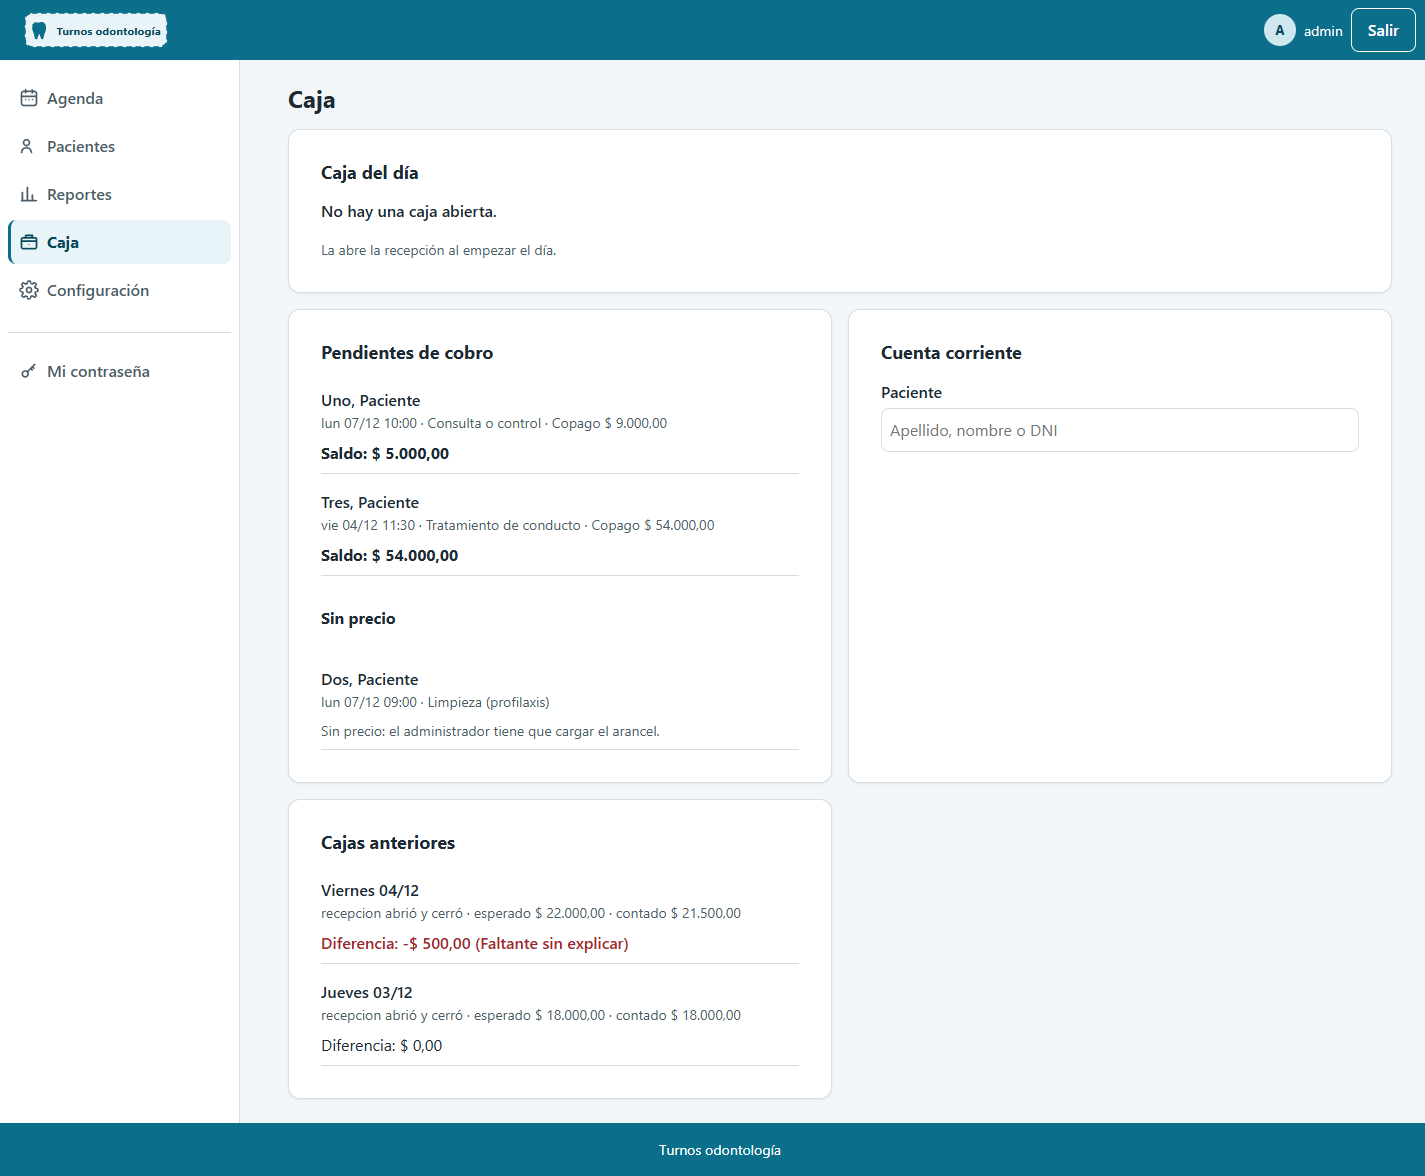 Turnos odontología
A
admin
Salir
Agenda
Pacientes
Reportes
Caja
Configuración
Mi contraseña
Caja
Caja del día
No hay una caja abierta.
La abre la recepción al empezar el día.
Pendientes de cobro
Uno, Paciente
lun 07/12 10:00 · Consulta o control · Copago $ 9.000,00
Saldo: $ 5.000,00
Tres, Paciente
vie 04/12 11:30 · Tratamiento de conducto · Copago $ 54.000,00
Saldo: $ 54.000,00
Sin precio
Dos, Paciente
lun 07/12 09:00 · Limpieza (profilaxis)
Sin precio: el administrador tiene que cargar el arancel.
Cuenta corriente
Paciente
Apellido, nombre o DNI
Cajas anteriores
Viernes 04/12
recepcion abrió y cerró · esperado $ 22.000,00 · contado $ 21.500,00
Diferencia: -$ 500,00 (Faltante sin explicar)
Jueves 03/12
recepcion abrió y cerró · esperado $ 18.000,00 · contado $ 18.000,00
Diferencia: $ 0,00
Turnos odontología